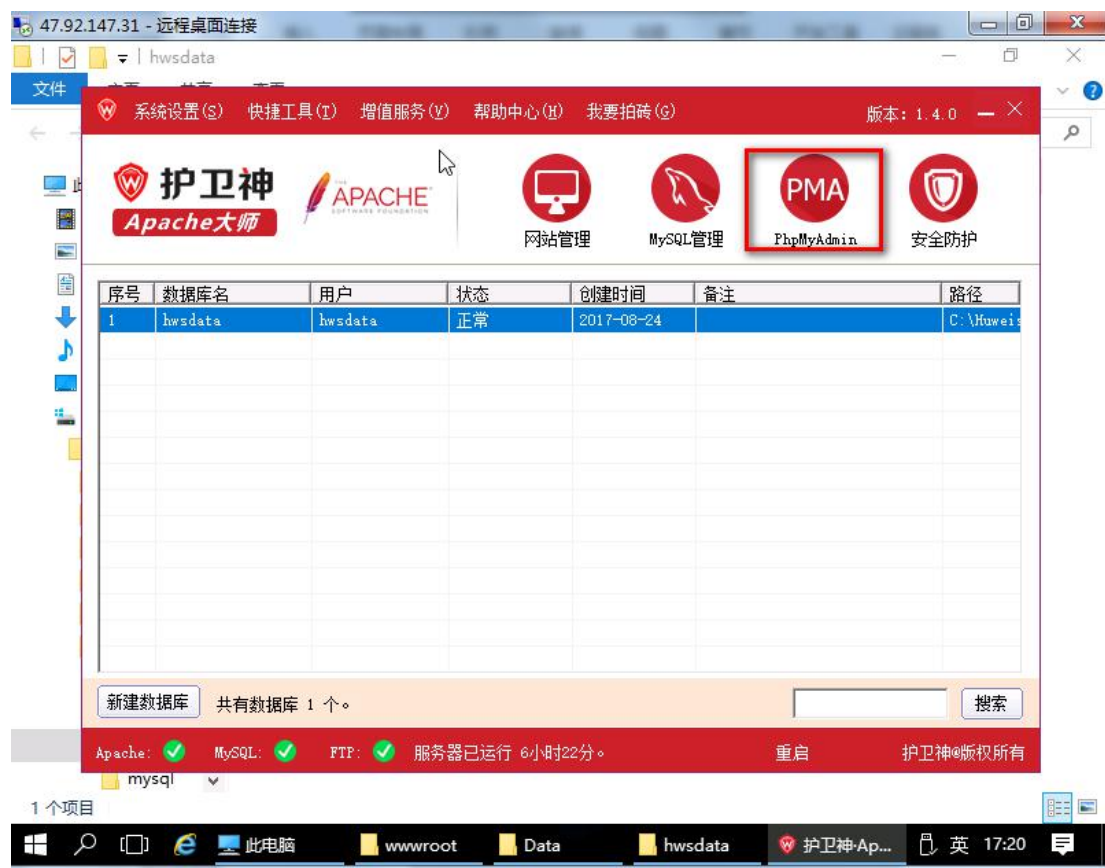 47.92.147.31 - 远程桌面连接
hwsdata
文件
系统设置(S) 快捷工具(T) 增值服务(V) 帮助中心(H) 我要拍砖(G) 版本: 1.4.0
护卫神
Apache大师
THE
APACHE
SOFTWARE FOUNDATION
PMA
网站管理 MySQL管理 PhpMyAdmin 安全防护
序号 数据库名 用户 状态 创建时间 备注 路径
1 hwsdata hwsdata 正常 2017-08-24 C:\Huweis
新建数据库 共有数据库 1 个。 搜索
Apache: MySQL: FTP: 服务器已运行 6小时22分。 重启 护卫神@版权所有
mysql
1 个项目
此电脑 wwwroot Data hwsdata 护卫神·Ap... 英 17:20